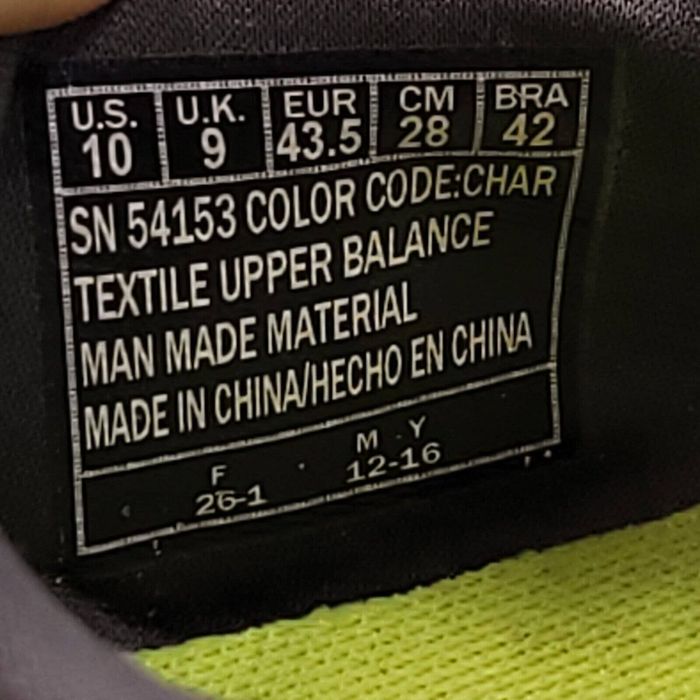 U.S. U.K. EUR CM BRA
10 9 43.5 28 42
SN 54153 COLOR CODE:CHAR
TEXTILE UPPER BALANCE
MAN MADE MATERIAL
MADE IN CHINA/HECHO EN CHINA
F M Y
26-1 12-16